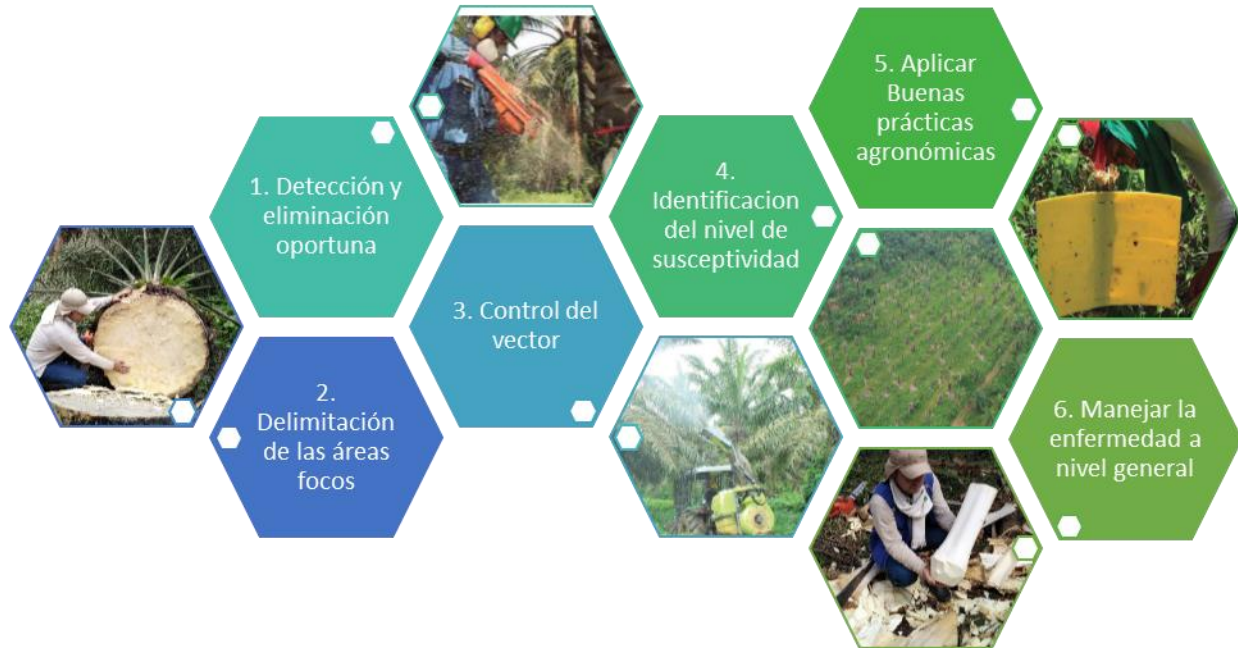 1. Detección y
eliminación
oportuna
2.
Delimitación
de las áreas
focos
3. Control del
vector
4.
Identificacion
del nivel de
susceptividad
5. Aplicar
Buenas
prácticas
agronómicas
6. Manejar la
enfermedad a
nivel general